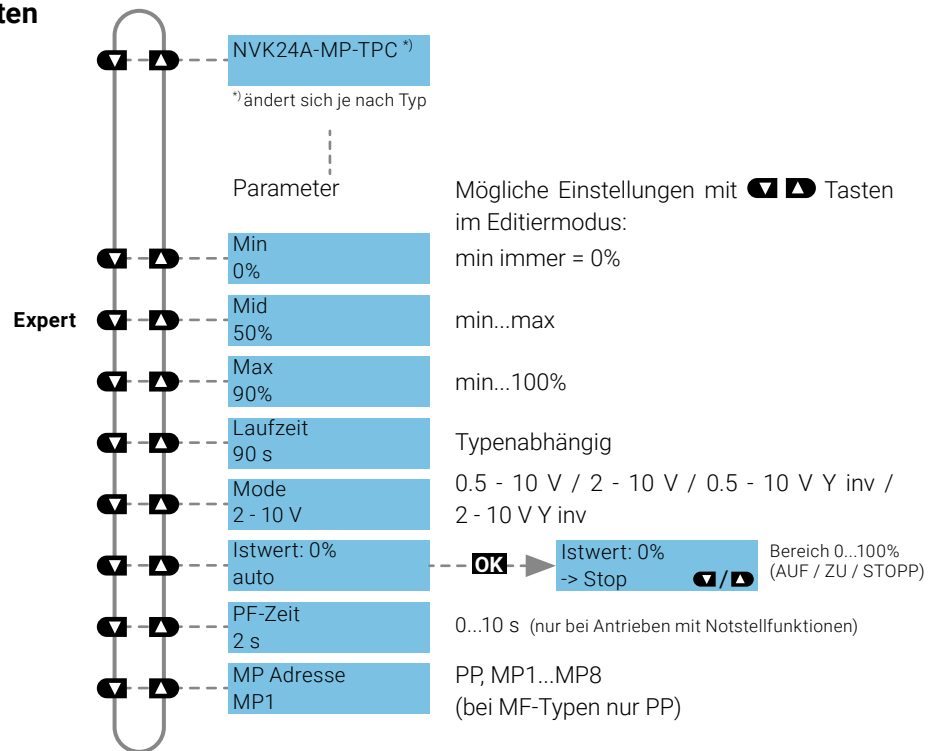 ten
NVK24A-MP-TPC *)
*) ändert sich je nach Typ
Parameter
Mögliche Einstellungen mit Tasten
im Editiermodus:
Min
0%
min immer = 0%
Expert
Mid
50%
min...max
Max
90%
min...100%
Laufzeit
90 s
Typenabhängig
Mode
2 - 10 V
0.5 - 10 V / 2 - 10 V / 0.5 - 10 V Y inv /
2 - 10 V Y inv
Istwert: 0%
auto
OK
Istwert: 0%
-> Stop /
Bereich 0...100%
(AUF / ZU / STOPP)
PF-Zeit
2 s
0...10 s (nur bei Antrieben mit Notstellfunktionen)
MP Adresse
MP1
PP, MP1...MP8
(bei MF-Typen nur PP)